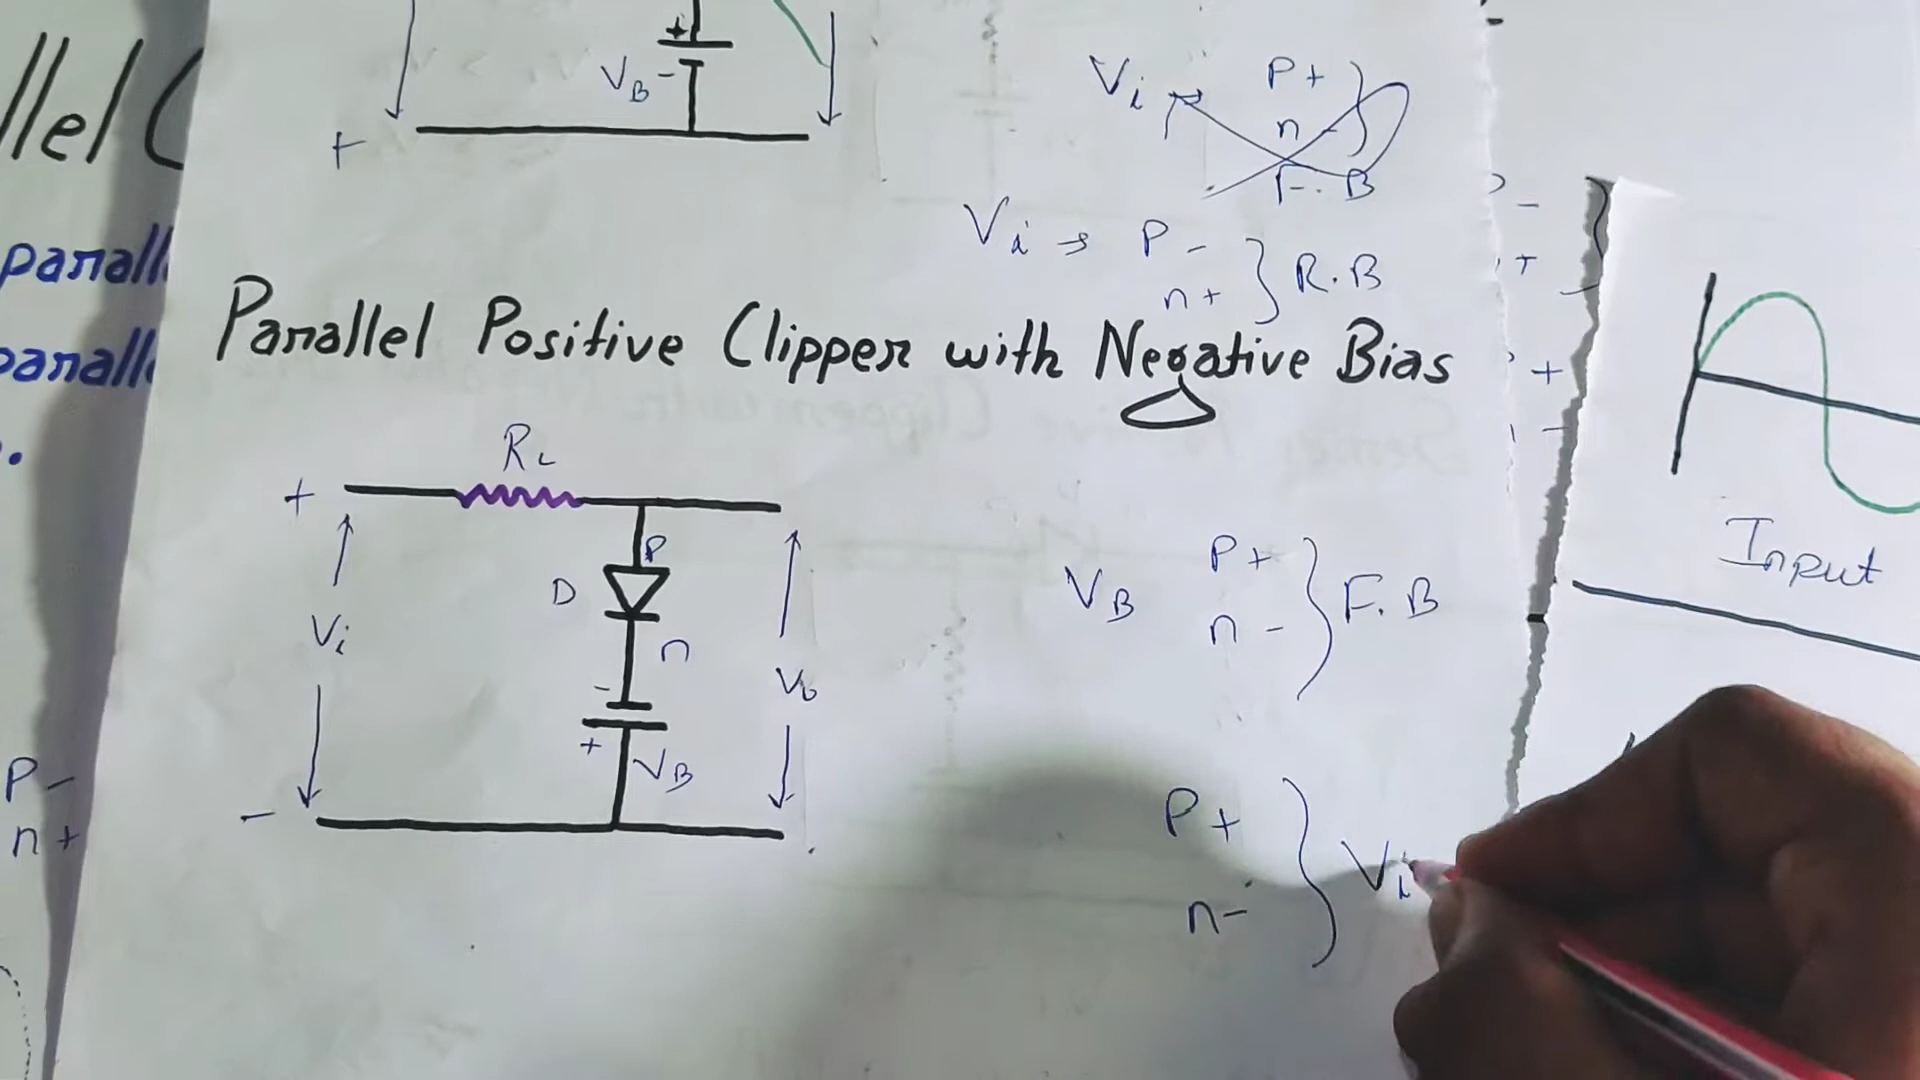 llel C
parall
parall
P-
n+
+
VB
-
+
Vi
P+
n-
F.B
Vi → P-
n+
R.B
Parallel Positive Clipper with Negative Bias
RL
+
P
D
n
Vi
-
+
VB
-
Vo
VB
P+
n-
F.B
P+
n-
Vi
-
+
+
-
Input